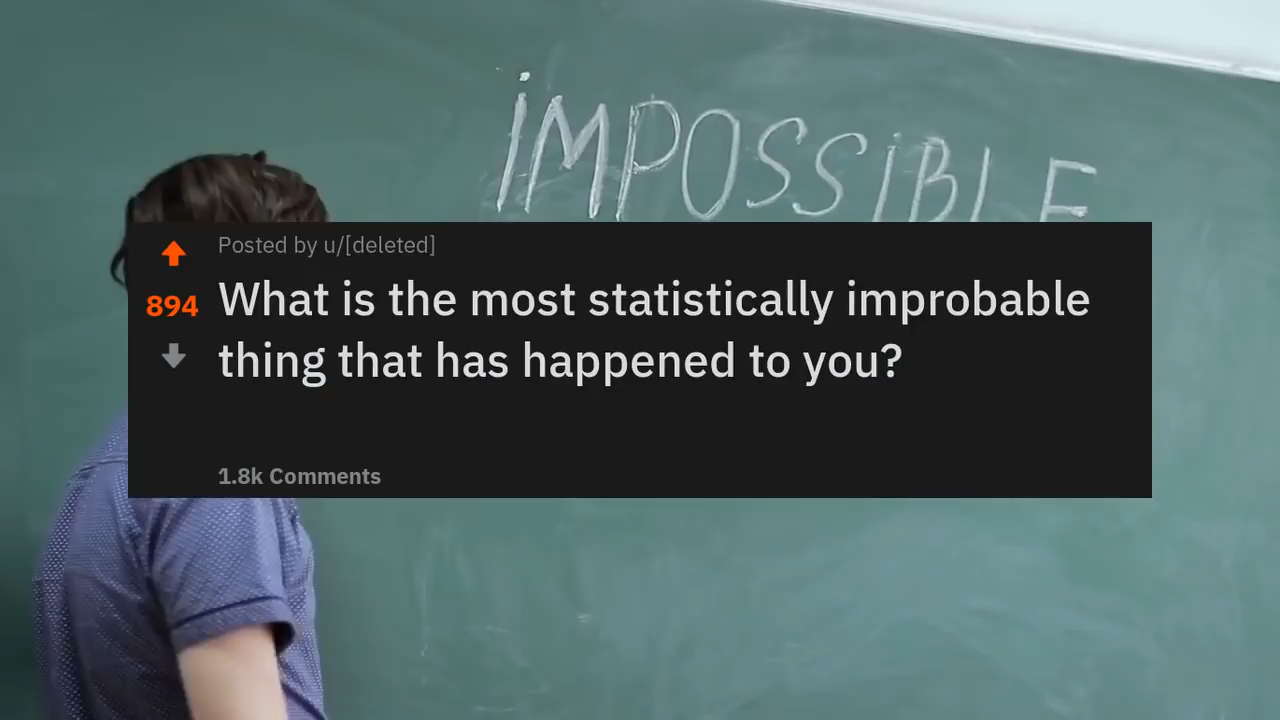 iMPOSSiBLE
Posted by u/[deleted]
894
What is the most statistically improbable
thing that has happened to you?
1.8k Comments